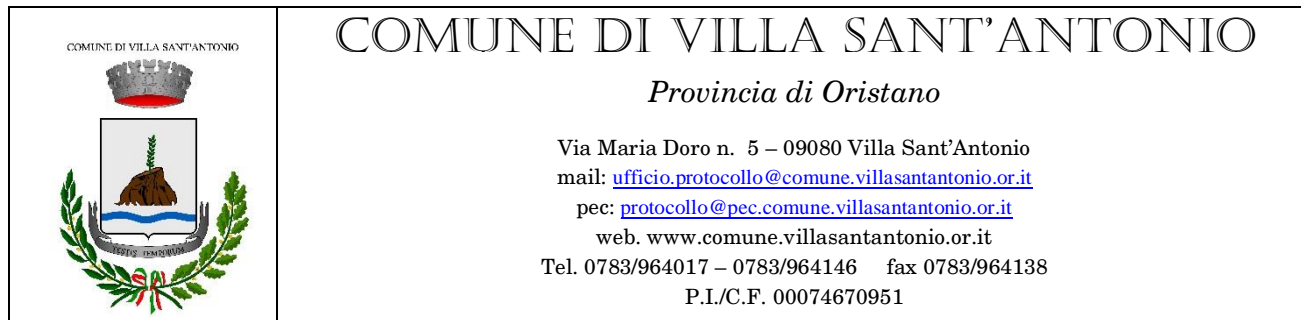 COMUNE DI VILLA SANT'ANTONIO
TESTIS TEMPORUM
COMUNE DI VILLA SANT’ANTONIO
Provincia di Oristano
Via Maria Doro n. 5 – 09080 Villa Sant’Antonio
mail: ufficio.protocollo@comune.villasantantonio.or.it
pec: protocollo@pec.comune.villasantantonio.or.it
web. www.comune.villasantantonio.or.it
Tel. 0783/964017 – 0783/964146 fax 0783/964138
P.I./C.F. 00074670951